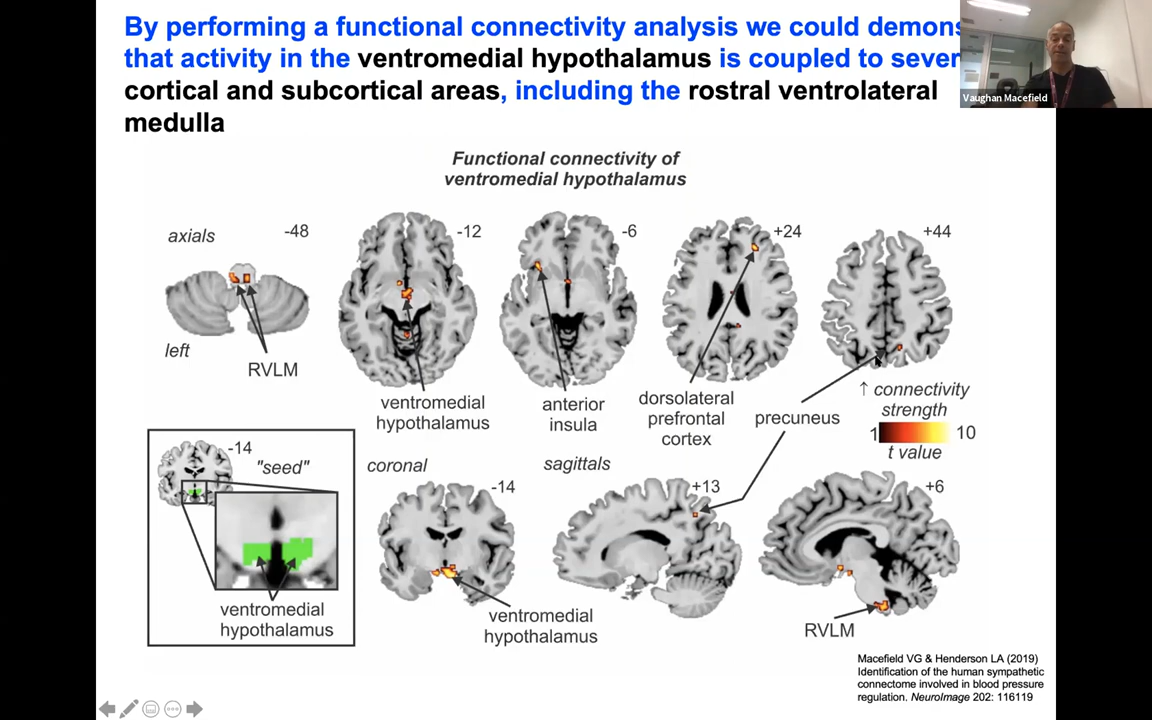 By performing a functional connectivity analysis we could demons
that activity in the ventromedial hypothalamus is coupled to sever
cortical and subcortical areas, including the rostral ventrolateral
medulla
Vaughan Macefield
Functional connectivity of
ventromedial hypothalamus
axials
-48
-12
-6
+24
+44
left
RVLM
ventromedial
hypothalamus
anterior
insula
dorsolateral
prefrontal
cortex
precuneus
↑ connectivity
strength
1
10
t value
-14
"seed"
ventromedial
hypothalamus
coronal
-14
ventromedial
hypothalamus
sagittals
+13
+6
RVLM
Macefield VG & Henderson LA (2019)
Identification of the human sympathetic
connectome involved in blood pressure
regulation. NeuroImage 202: 116119